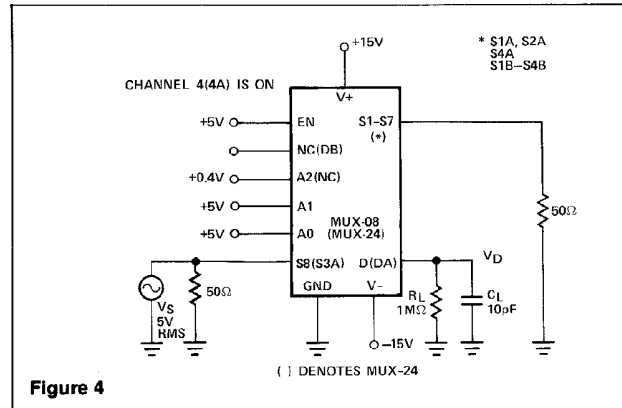 +15V
* S1A, S2A
S4A
S1B–S4B
CHANNEL 4(4A) IS ON
V+
+5V
EN
S1–S7
(*)
NC(DB)
+0.4V
A2(NC)
50Ω
+5V
A1
MUX-08
(MUX-24)
+5V
A0
S8(S3A)
D(DA)
VD
GND
V–
VS
5V
RMS
50Ω
RL
1MΩ
CL
10pF
–15V
( ) DENOTES MUX-24
Figure 4